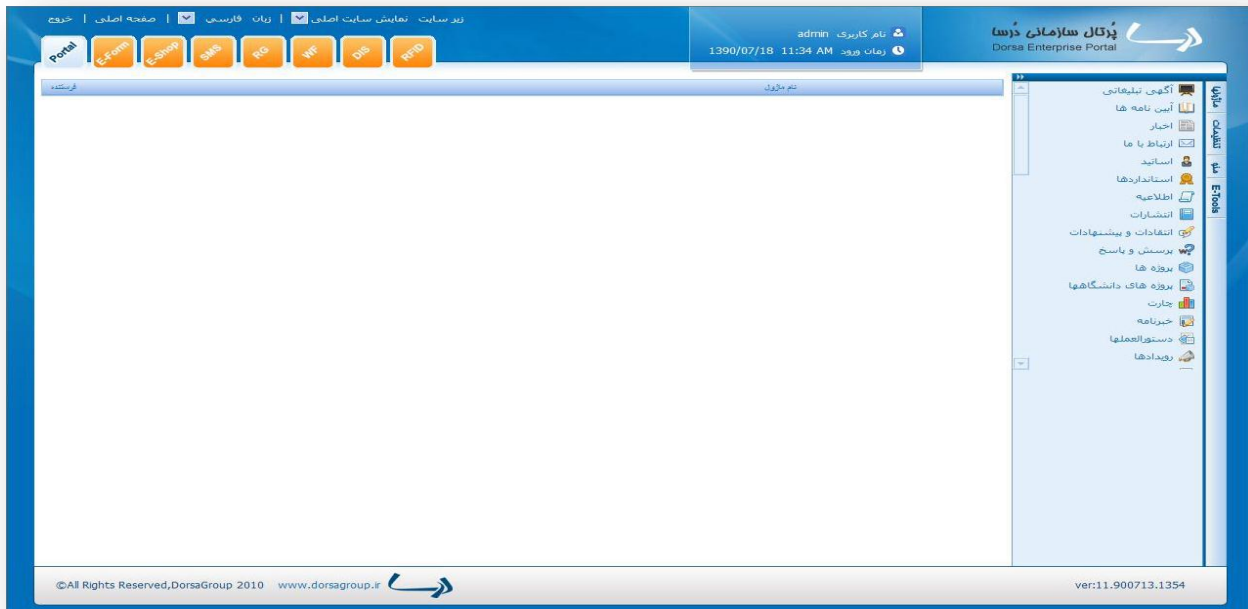 پُرتال سازمانی دُرسا
Dorsa Enterprise Portal
درسا
نام کاربری admin
زمان ورود 1390/07/18 11:34 AM
زیر سایت نمایش سایت اصلی | زبان فارسی | صفحه اصلی | خروج
Portal E-Form E-Shop SMS RG WF DIS RFID
نام ماژول فرستنده
ماژولها
تنظیمات
منو
E-Tools
آگهی تبلیغاتی
آیین نامه ها
اخبار
ارتباط با ما
اساتید
استانداردها
اطلاعیه
انتشارات
انتقادات و پیشنهادات
پرسش و پاسخ
پروژه ها
پروژه های دانشگاهها
چارت
خبرنامه
دستورالعملها
رویدادها
©All Rights Reserved,DorsaGroup 2010 www.dorsagroup.ir درسا
ver:11.900713.1354